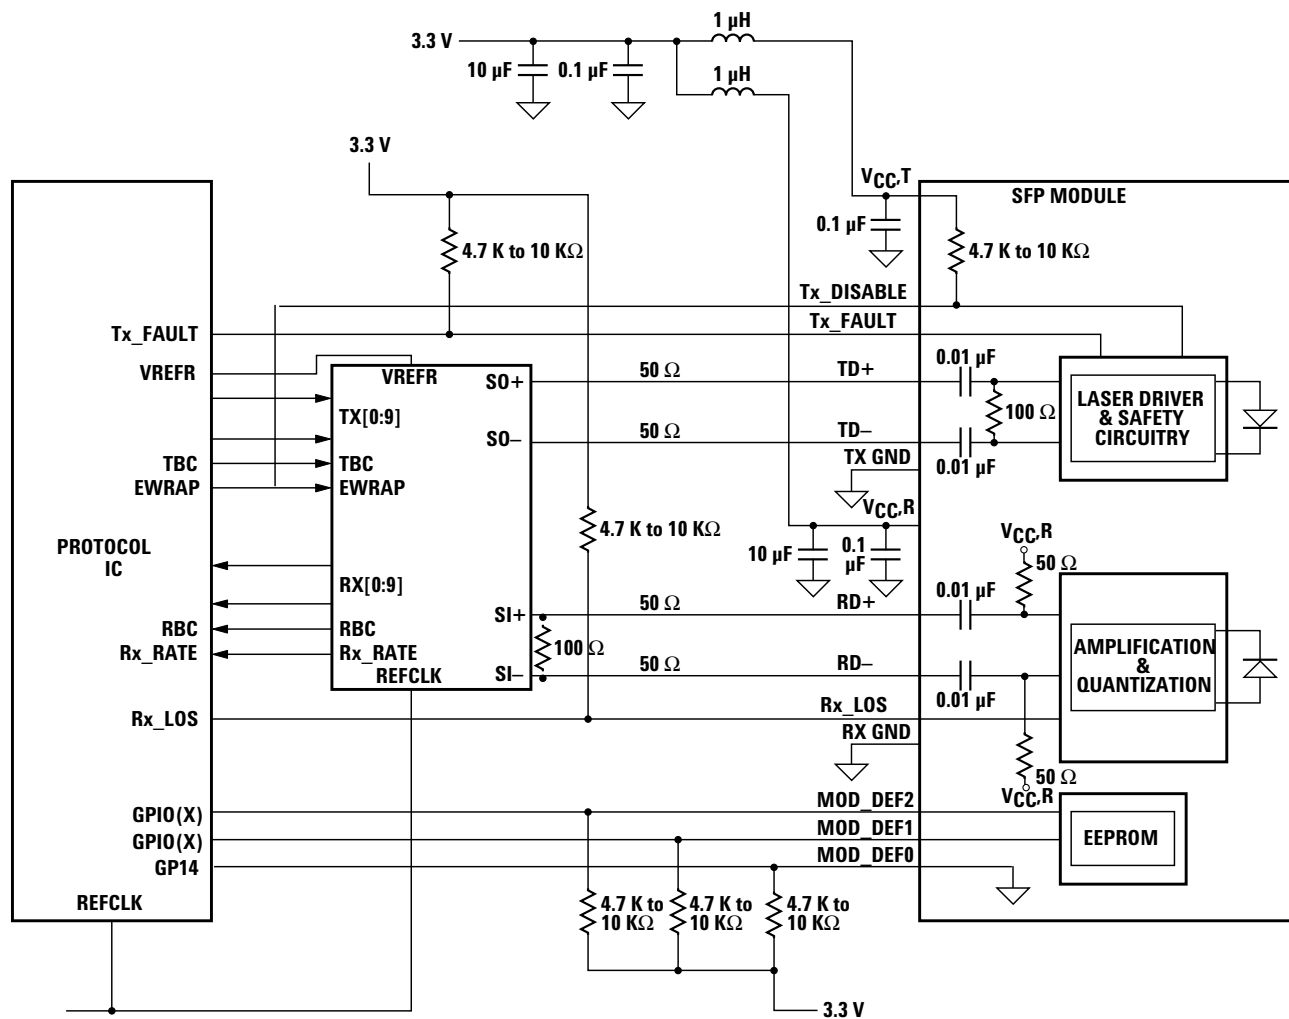 1 µH
3.3 V
10 µF
0.1 µF
1 µH
3.3 V
VCC,T
SFP MODULE
0.1 µF
4.7 K to 10 KΩ
4.7 K to 10 KΩ
Tx_DISABLE
Tx_FAULT
Tx_FAULT
VREFR
VREFR
SO+
50 Ω
TD+
0.01 µF
TX[0:9]
100 Ω
LASER DRIVER
& SAFETY
CIRCUITRY
SO–
50 Ω
TD–
0.01 µF
TBC
TBC
TX GND
EWRAP
EWRAP
VCC,R
4.7 K to 10 KΩ
10 µF
0.1
µF
VCC,R
50 Ω
PROTOCOL
IC
RX[0:9]
SI+
50 Ω
RD+
0.01 µF
RBC
RBC
100 Ω
Rx_RATE
Rx_RATE
AMPLIFICATION
&
QUANTIZATION
REFCLK
SI–
50 Ω
RD–
0.01 µF
Rx_LOS
Rx_LOS
RX GND
50 Ω
VCC,R
GPIO(X)
MOD_DEF2
GPIO(X)
MOD_DEF1
EEPROM
GP14
MOD_DEF0
REFCLK
4.7 K to
10 KΩ
4.7 K to
10 KΩ
4.7 K to
10 KΩ
3.3 V